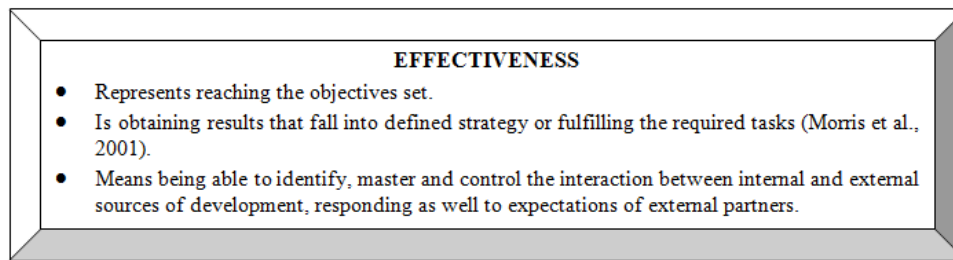 EFFECTIVENESS
● Represents reaching the objectives set.
● Is obtaining results that fall into defined strategy or fulfilling the required tasks (Morris et al.,
2001).
● Means being able to identify, master and control the interaction between internal and external
sources of development, responding as well to expectations of external partners.